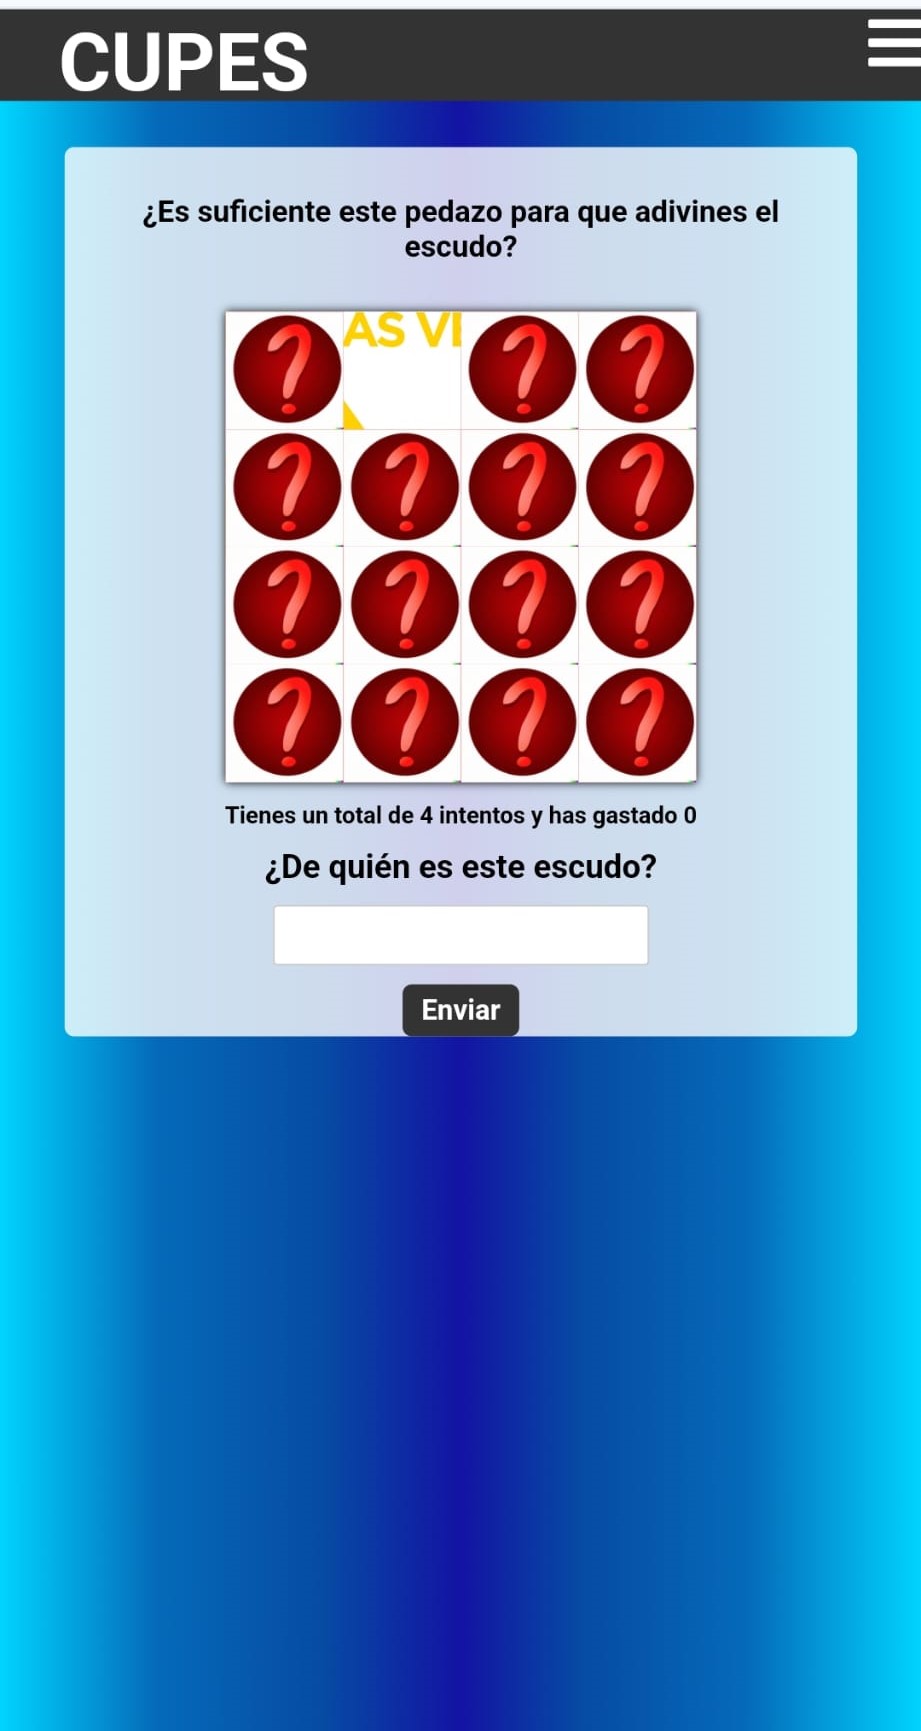 CUPES
¿Es suficiente este pedazo para que adivines el
escudo?
AS VI
Tienes un total de 4 intentos y has gastado 0
¿De quién es este escudo?
Enviar